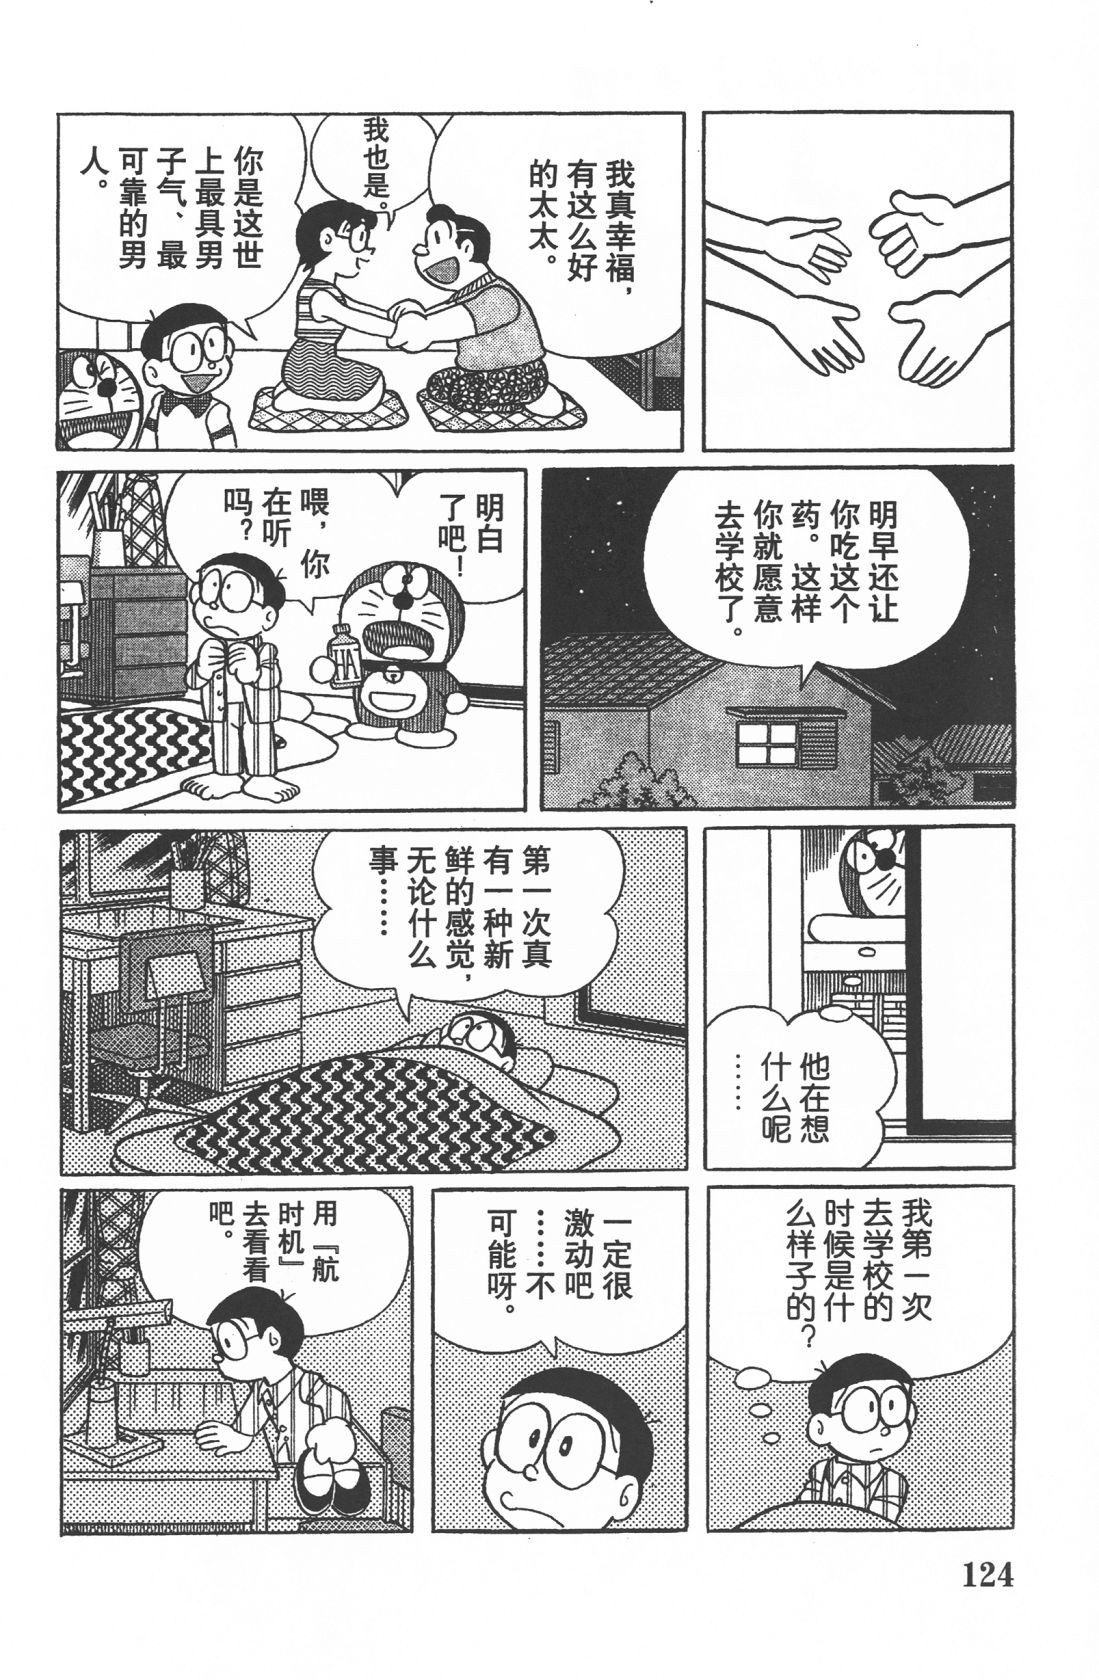 我真幸福，
有这么好
的太太。
我也是。
你是这世
上最具男
子气、最
可靠的男
人。
明早还让
你吃这个
药。这样
你就愿意
去学校了。
明白
了吧！
喂，你
在听
吗？
他在想
什么呢
……
第一次真
有一种新
鲜的感觉，
无论什么
事……
我第一次
去学校的
时候是什
么样子的？
一定很
激动吧
……不
可能呀。
用『航
时机』
去看看
吧。
124